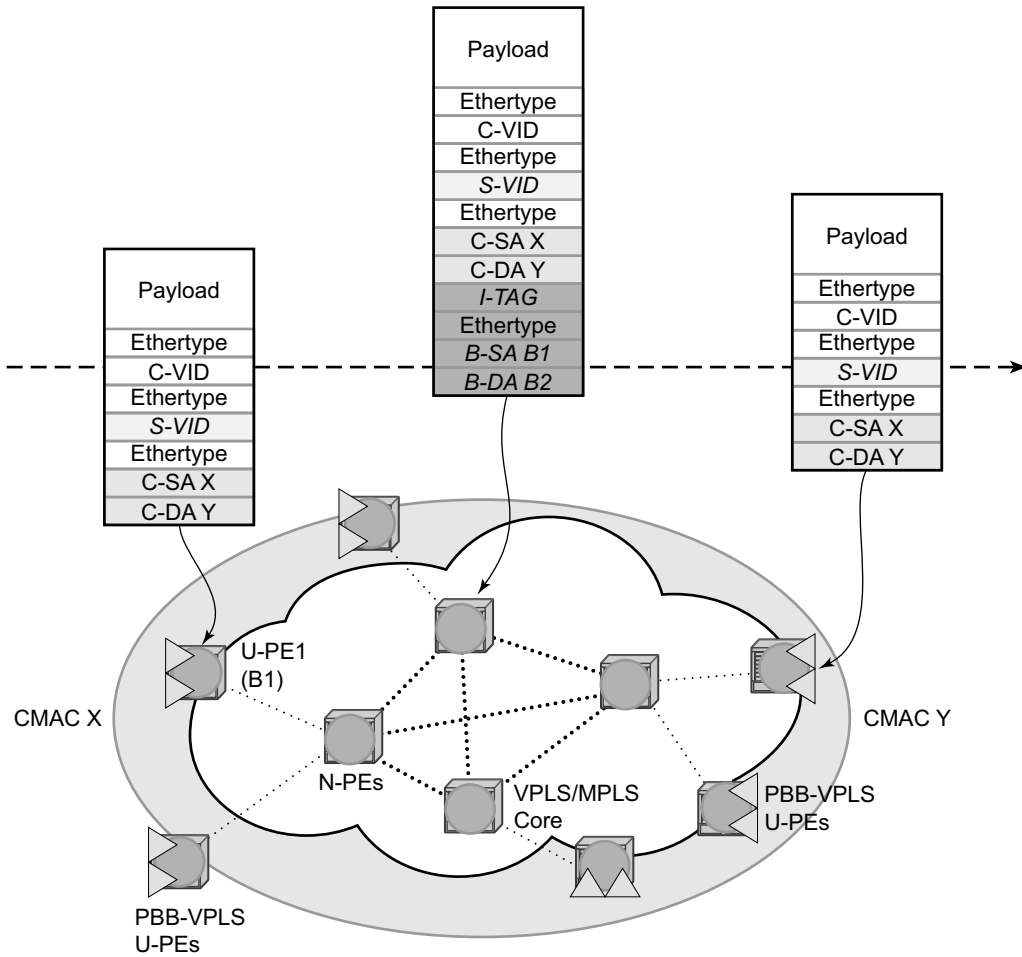 Payload
Ethertype
C-VID
Ethertype
S-VID
Ethertype
C-SA X
C-DA Y
I-TAG
Ethertype
B-SA B1
B-DA B2
Payload
Ethertype
C-VID
Ethertype
S-VID
Ethertype
C-SA X
C-DA Y
Payload
Ethertype
C-VID
Ethertype
S-VID
Ethertype
C-SA X
C-DA Y
U-PE1
(B1)
CMAC X
CMAC Y
N-PEs
VPLS/MPLS
Core
PBB-VPLS
U-PEs
PBB-VPLS
U-PEs